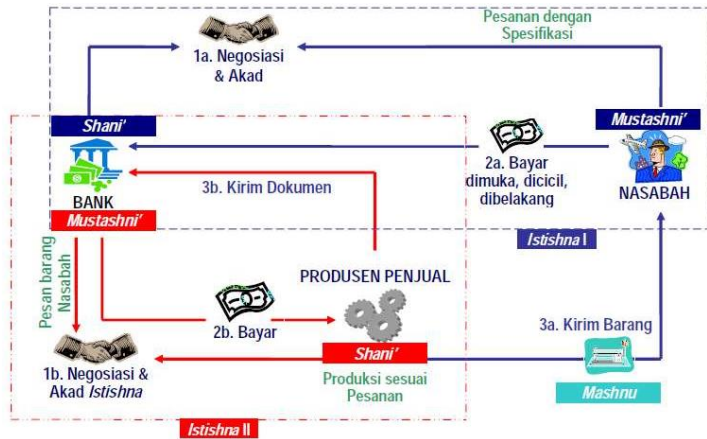 Pesanan dengan
Spesifikasi
1a. Negosiasi
& Akad
Shani'
Mustashni'
BANK
Mustashni'
2a. Bayar
dimuka, dicicil,
dibelakang
NASABAH
3b. Kirim Dokumen
Istishna I
Pesan barang
Nasabah
PRODUSEN PENJUAL
2b. Bayar
3a. Kirim Barang
Shani'
1b. Negosiasi &
Akad Istishna
Produksi sesuai
Pesanan
Mashnu
Istishna II